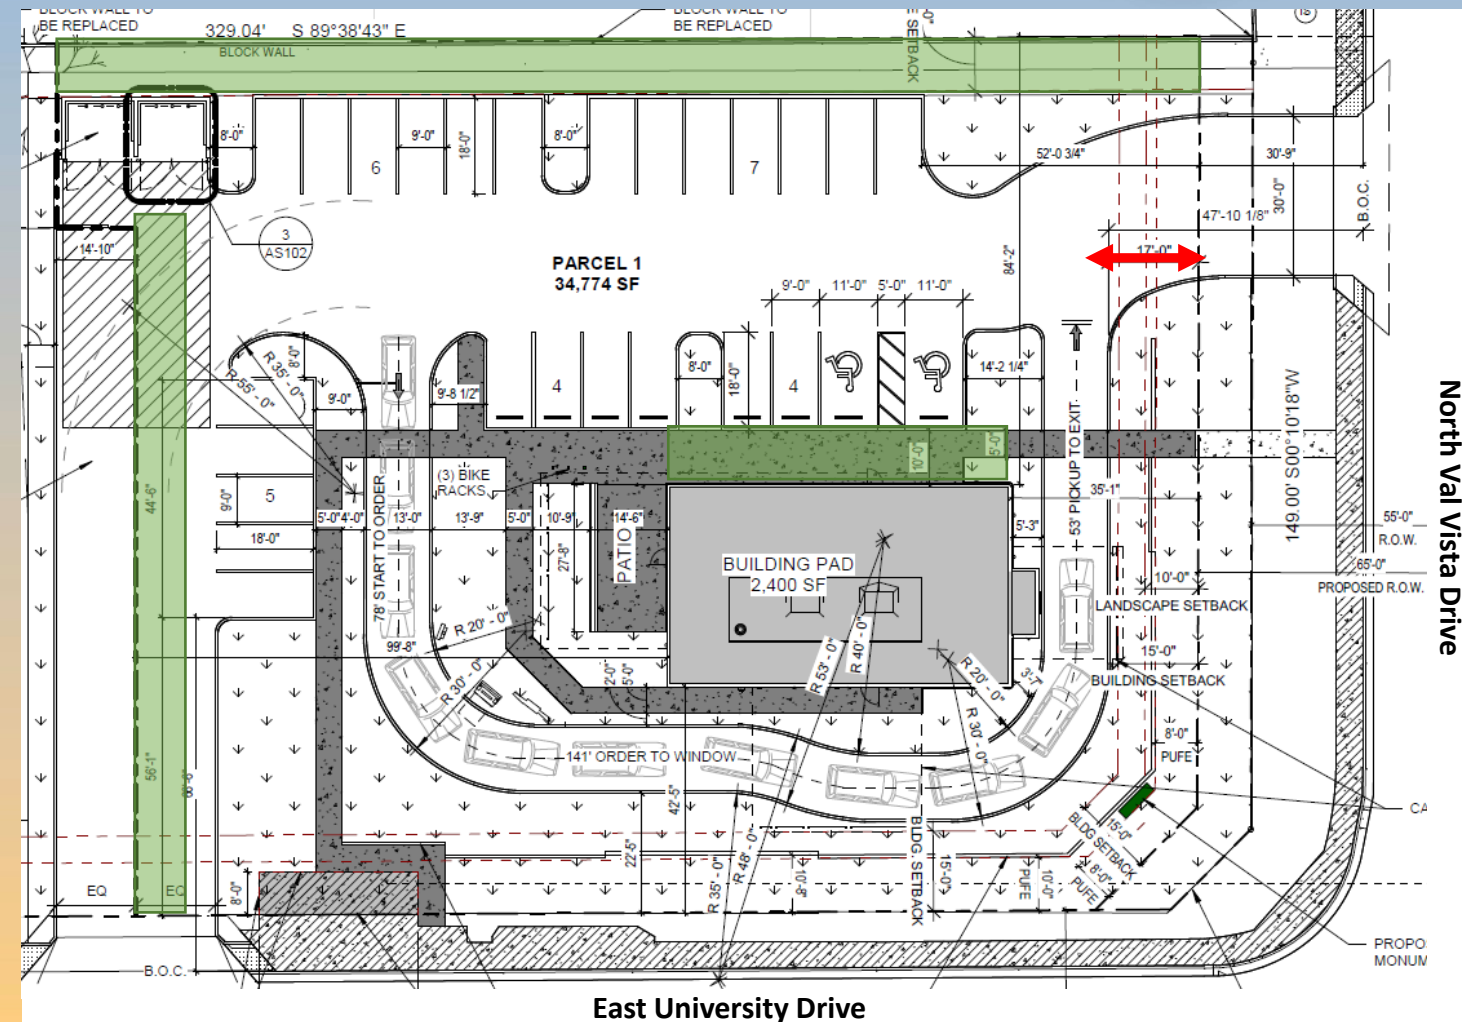 BLOCK WALL TO
BE REPLACED
329.04' S 89°38'43" E
BLOCK WALL
BLOCK WALL TO
BE REPLACED
E SETBACK
8'-0"
6
9'-0"
18'-0"
8'-0"
7
52'-0 3/4"
30'-9"
30'-0"
B.O.C.
47'-10 1/8"
17'-0"
84'-2"
14'-10"
3
AS102
PARCEL 1
34,774 SF
9'-0"
11'-0"
5'-0"
11'-0"
R 35' - 0"
R 55' - 0"
8'-0"
9'-0"
9'-8 1/2"
4
8'-0"
18'-0"
4
14'-2 1/4"
53' PICKUP TO EXIT
149.00' S00°10'18"W
North Val Vista Drive
44'-6"
9'-0"
5
18'-0"
78' START TO ORDER
(3) BIKE
RACKS
10'-0"
5'-0"
35'-1"
5'-0"
4'-0"
13'-0"
13'-9"
5'-0"
10'-9"
14'-6"
5'-3"
55'-0"
R.O.W.
65'-0"
PROPOSED R.O.W.
27'-8"
PATIO
BUILDING PAD
2,400 SF
10'-0"
LANDSCAPE SETBACK
15'-0"
BUILDING SETBACK
R 20' - 0"
99'-8"
R 30' - 0"
2'-0"
5'-0"
R 53' - 0"
R 40' - 0"
R 20' - 0"
3'-7"
R 30' - 0"
8'-0"
PUFE
56'-1"
141' ORDER TO WINDOW
42'-5"
22'-5"
R 35' - 0"
R 48' - 0"
BLDG. SETBACK
15'-0"
PUFE
10'-0"
15'-0"
BLDG SETBACK
8'-0"
PUFE
CA
EQ
EQ
8'-0"
B.O.C.
PROPO
MONUM
East University Drive